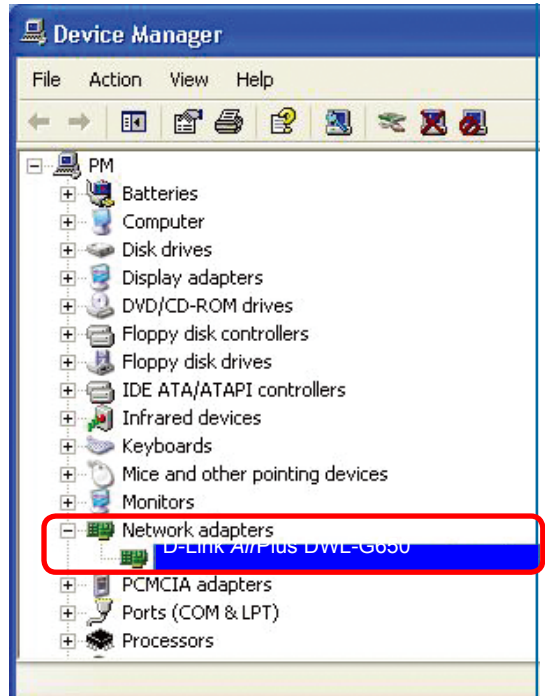 Device Manager
File Action View Help
PM
Batteries
Computer
Disk drives
Display adapters
DVD/CD-ROM drives
Floppy disk controllers
Floppy disk drives
IDE ATA/ATAPI controllers
Infrared devices
Keyboards
Mice and other pointing devices
Monitors
Network adapters
D-Link AirPlus DWL-G650
PCMCIA adapters
Ports (COM & LPT)
Processors